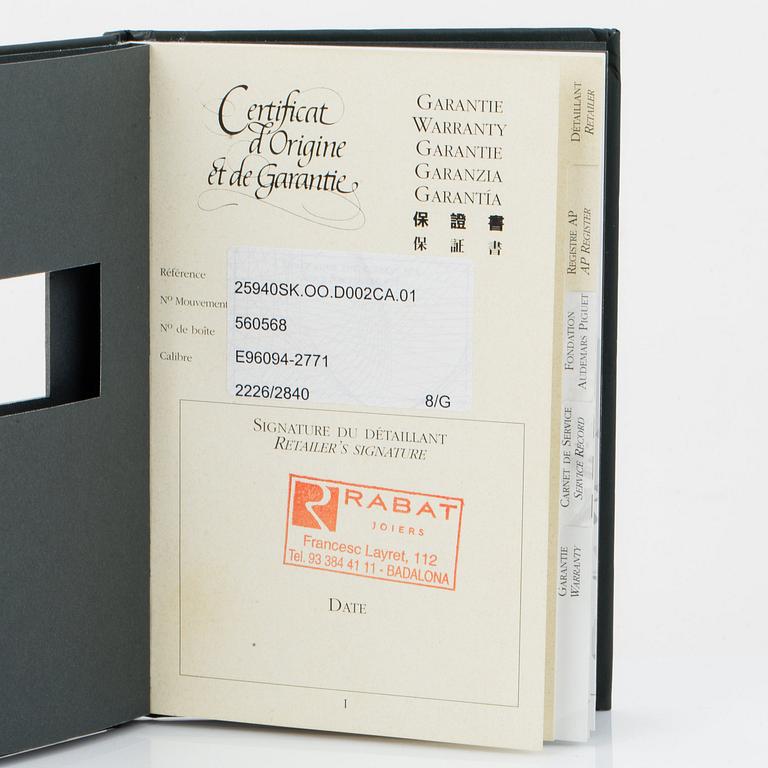 Certificat
d'Origine
et de Garantie
GARANTIE
WARRANTY
GARANTIE
GARANZIA
GARANTÍA
保證書
保証書
Référence
25940SK.OO.D002CA.01
Nº Mouvement
560568
Nº de boîte
E96094-2771
Calibre
2226/2840
8/G
SIGNATURE DU DÉTAILLANT
RETAILER'S SIGNATURE
RABAT
JOIERS
Francesc Layret, 112
Tel. 93 384 41 11 - BADALONA
DATE
I
DÉTAILLANT
RETAILER
REGISTRE AP
AP REGISTER
FONDATION
AUDEMARS PIGUET
CARNET DE SERVICE
SERVICE RECORD
GARANTIE
WARRANTY